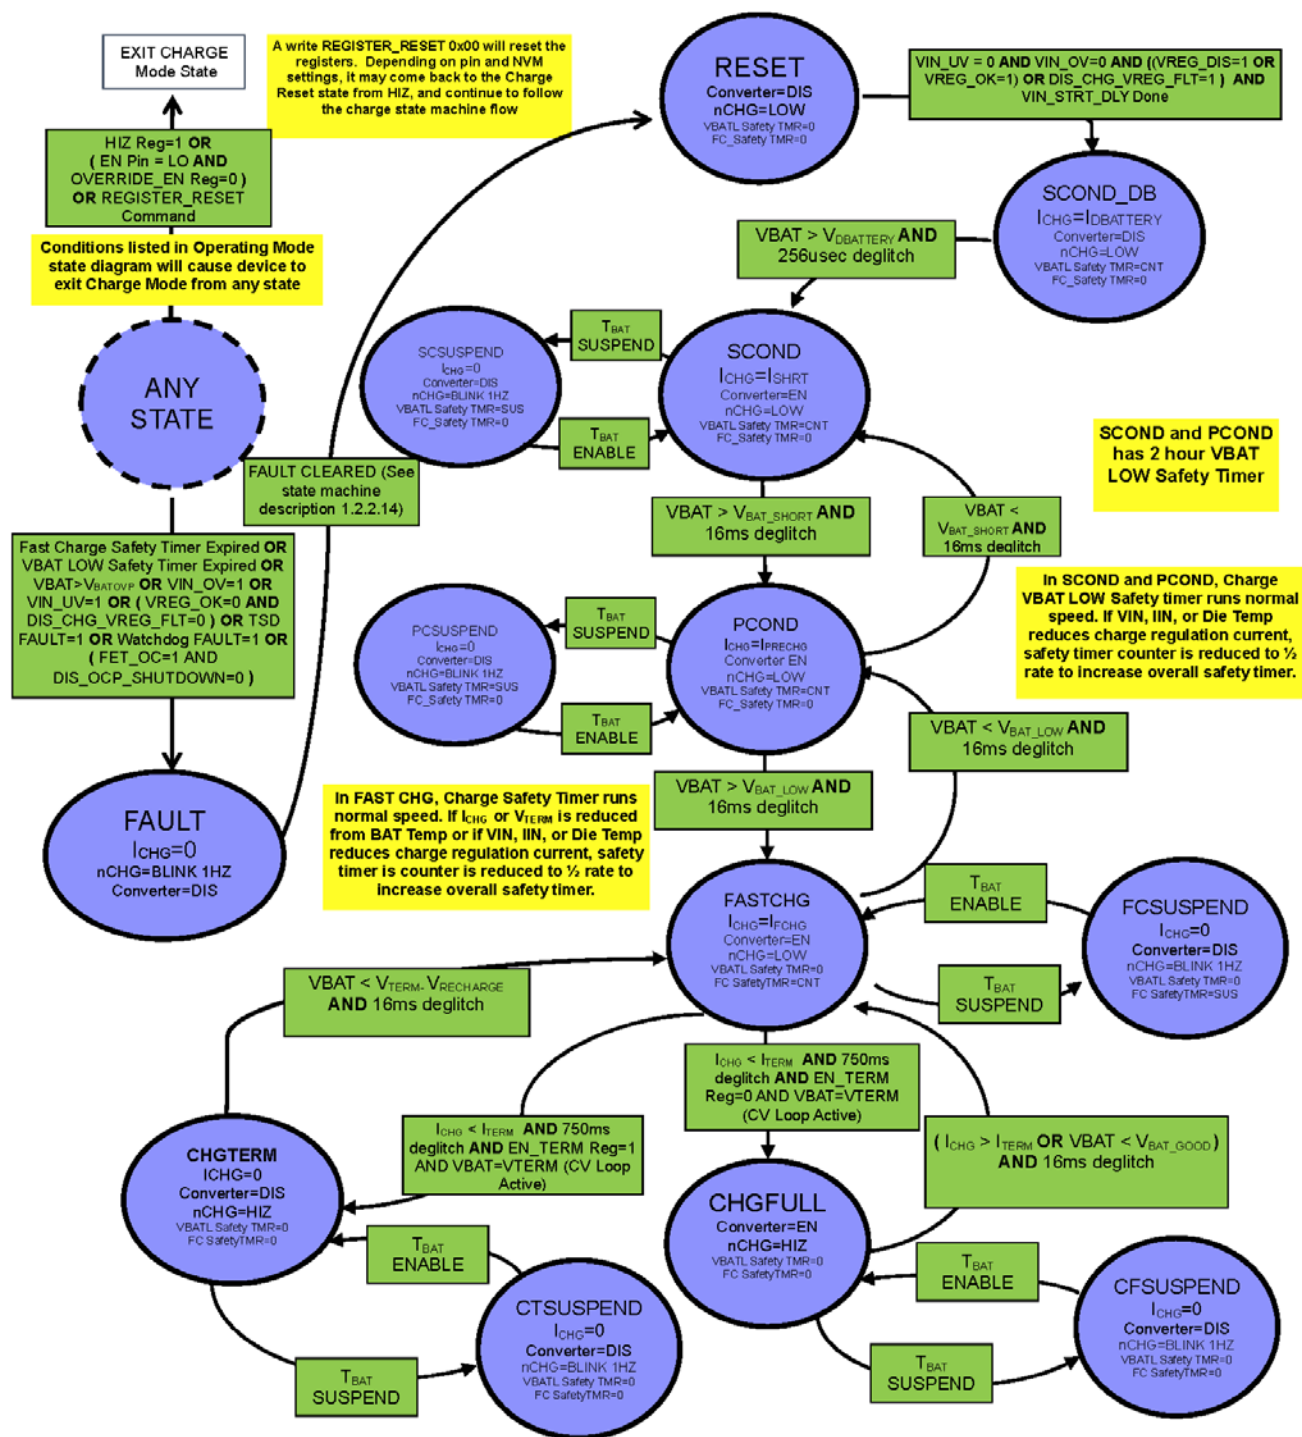 EXIT CHARGE
Mode State
A write REGISTER_RESET 0x00 will reset the
registers.  Depending on pin and NVM
settings, it may come back to the Charge
Reset state from HIZ, and continue to follow
the charge state machine flow
RESET
Converter=DIS
nCHG=LOW
VBATL Safety TMR=0
FC_Safety TMR=0
VIN_UV = 0 AND VIN_OV=0 AND ((VREG_DIS=1 OR
VREG_OK=1) OR DIS_CHG_VREG_FLT=1 )  AND
VIN_STRT_DLY Done
HIZ Reg=1 OR
( EN Pin = LO AND
OVERRIDE_EN Reg=0 )
OR REGISTER_RESET
Command
Conditions listed in Operating Mode
state diagram will cause device to
exit Charge Mode from any state
SCOND_DB
ICHG=IDBATTERY
Converter=DIS
nCHG=LOW
VBATL Safety TMR=CNT
FC_Safety TMR=0
VBAT > VDBATTERY AND
256usec deglitch
ANY
STATE
SCSUSPEND
ICHG=0
Converter=DIS
nCHG=BLINK 1HZ
VBATL Safety TMR=SUS
FC_Safety TMR=0
TBAT
SUSPEND
TBAT
ENABLE
SCOND
ICHG=ISHRT
Converter=EN
nCHG=LOW
VBATL Safety TMR=CNT
FC_Safety TMR=0
SCOND and PCOND
has 2 hour VBAT
LOW Safety Timer
FAULT CLEARED (See
state machine
description 1.2.2.14)
VBAT > VBAT_SHORT AND
16ms deglitch
VBAT <
VBAT_SHORT AND
16ms deglitch
Fast Charge Safety Timer Expired OR
VBAT LOW Safety Timer Expired OR
VBAT>VBATOVP OR VIN_OV=1 OR
VIN_UV=1 OR ( VREG_OK=0 AND
DIS_CHG_VREG_FLT=0 ) OR TSD
FAULT=1 OR Watchdog FAULT=1 OR
( FET_OC=1 AND
DIS_OCP_SHUTDOWN=0 )
In SCOND and PCOND, Charge
VBAT LOW Safety timer runs normal
speed. If VIN, IIN, or Die Temp
reduces charge regulation current,
safety timer counter is reduced to ½
rate to increase overall safety timer.
PCSUSPEND
ICHG=0
Converter=DIS
nCHG=BLINK 1HZ
VBATL Safety TMR=SUS
FC_Safety TMR=0
TBAT
SUSPEND
TBAT
ENABLE
PCOND
ICHG=IPRECHG
Converter EN
nCHG=LOW
VBATL Safety TMR=CNT
FC_Safety TMR=0
VBAT < VBAT_LOW AND
16ms deglitch
VBAT > VBAT_LOW AND
16ms deglitch
FAULT
ICHG=0
nCHG=BLINK 1HZ
Converter=DIS
In FAST CHG, Charge Safety Timer runs
normal speed. If ICHG or VTERM is reduced
from BAT Temp or if VIN, IIN, or Die Temp
reduces charge regulation current, safety
timer is counter is reduced to ½ rate to
increase overall safety timer.
FASTCHG
ICHG=IFCHG
Converter=EN
nCHG=LOW
VBATL Safety TMR=0
FC SafetyTMR=CNT
TBAT
ENABLE
TBAT
SUSPEND
FCSUSPEND
ICHG=0
Converter=DIS
nCHG=BLINK 1HZ
VBATL Safety TMR=0
FC SafetyTMR=SUS
VBAT < VTERM- VRECHARGE
AND 16ms deglitch
ICHG < ITERM  AND 750ms
deglitch AND EN_TERM
Reg=0 AND VBAT=VTERM
(CV Loop Active)
ICHG < ITERM  AND 750ms
deglitch AND EN_TERM Reg=1
AND VBAT=VTERM (CV Loop
Active)
( ICHG > ITERM OR VBAT < VBAT_GOOD)
AND 16ms deglitch
CHGTERM
ICHG=0
Converter=DIS
nCHG=HIZ
VBATL Safety TMR=0
FC SafetyTMR=0
CHGFULL
Converter=EN
nCHG=HIZ
VBATL Safety TMR=0
FC SafetyTMR=0
TBAT
ENABLE
TBAT
SUSPEND
CTSUSPEND
ICHG=0
Converter=DIS
nCHG=BLINK 1HZ
VBATL Safety TMR=0
FC SafetyTMR=0
TBAT
ENABLE
TBAT
SUSPEND
CFSUSPEND
ICHG=0
Converter=DIS
nCHG=BLINK 1HZ
VBATL Safety TMR=0
FC SafetyTMR=0